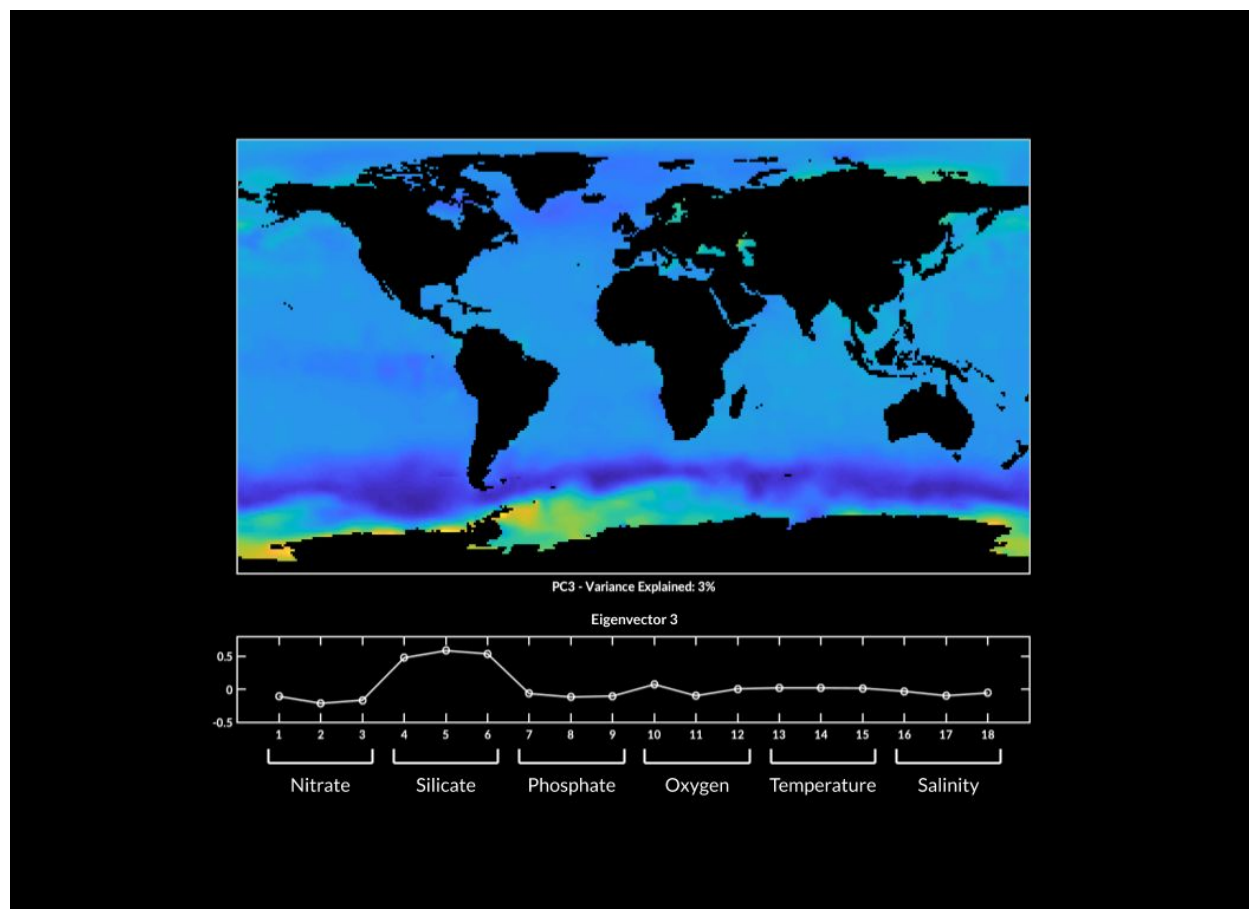 PC3 - Variance Explained: 3%
Eigenvector 3
0.5
0
-0.5
1 2 3 4 5 6 7 8 9 10 11 12 13 14 15 16 17 18
Nitrate Silicate Phosphate Oxygen Temperature Salinity